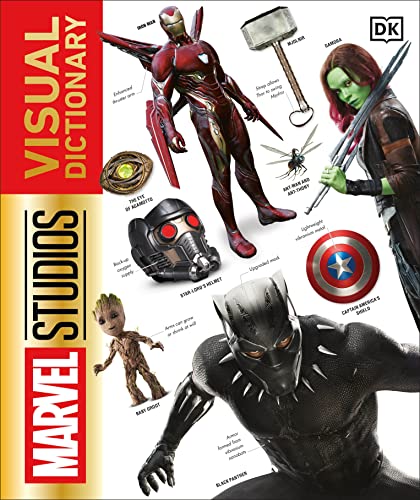 VISUAL
DICTIONARY
MARVEL
STUDIOS
DK
IRON MAN
Enhanced
thruster arm
MJOLNIR
GAMORA
Strap allows
Thor to swing
Mjolnir
THE EYE
OF AGAMOTTO
ANT-MAN AND
ANT-THONY
Back-up
oxygen
supply
STAR-LORD'S HELMET
Lightweight
vibranium metal
Upgraded mask
CAPTAIN AMERICA'S
SHIELD
Arms can grow
or shrink at will
BABY GROOT
Armor
formed from
vibranium
nanobots
BLACK PANTHER